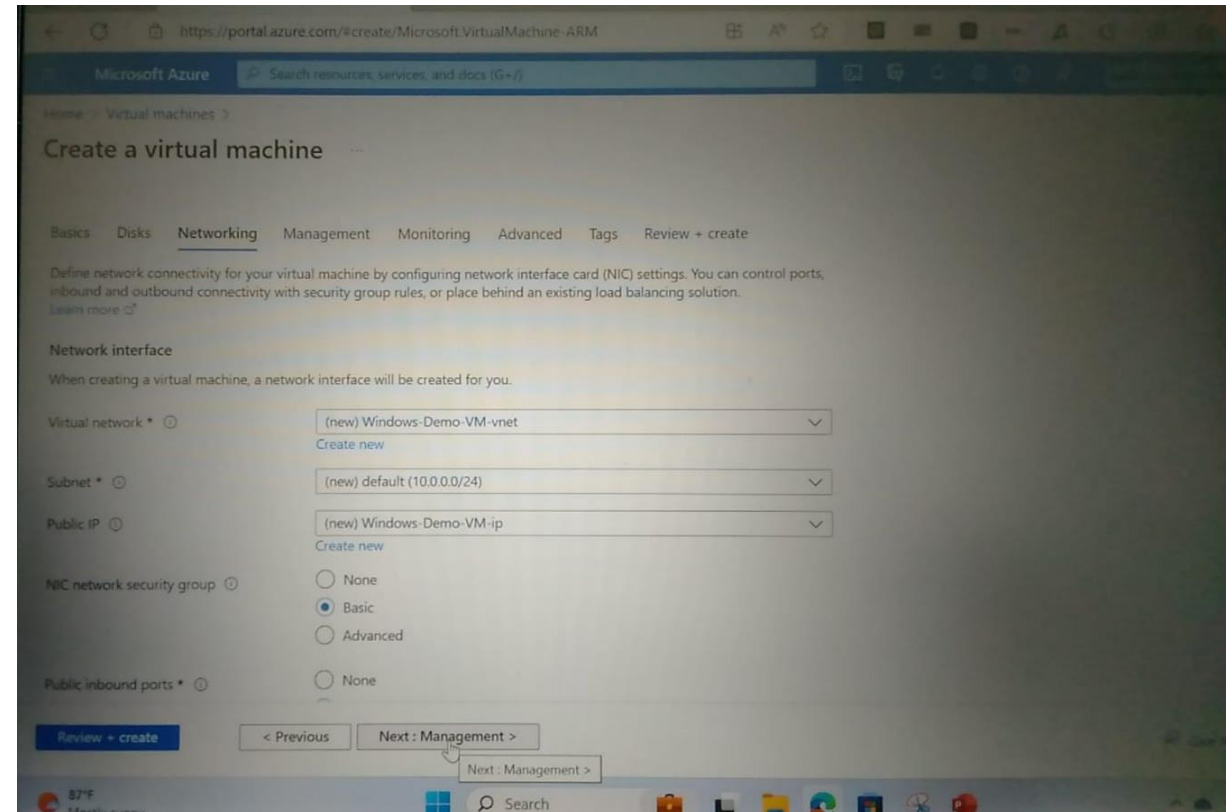 https://portal.azure.com/#create/Microsoft.VirtualMachine-ARM
Microsoft Azure
Search resources, services, and docs (G+/)
Home > Virtual machines >
Create a virtual machine ...
Basics Disks Networking Management Monitoring Advanced Tags Review + create
Define network connectivity for your virtual machine by configuring network interface card (NIC) settings. You can control ports,
inbound and outbound connectivity with security group rules, or place behind an existing load balancing solution.
Learn more
Network interface
When creating a virtual machine, a network interface will be created for you.
Virtual network * (new) Windows-Demo-VM-vnet
Create new
Subnet * (new) default (10.0.0.0/24)
Public IP (new) Windows-Demo-VM-ip
Create new
NIC network security group None
Basic
Advanced
Public inbound ports * None
Review + create < Previous Next : Management >
Next : Management >
87°F
Mostly sunny
Search